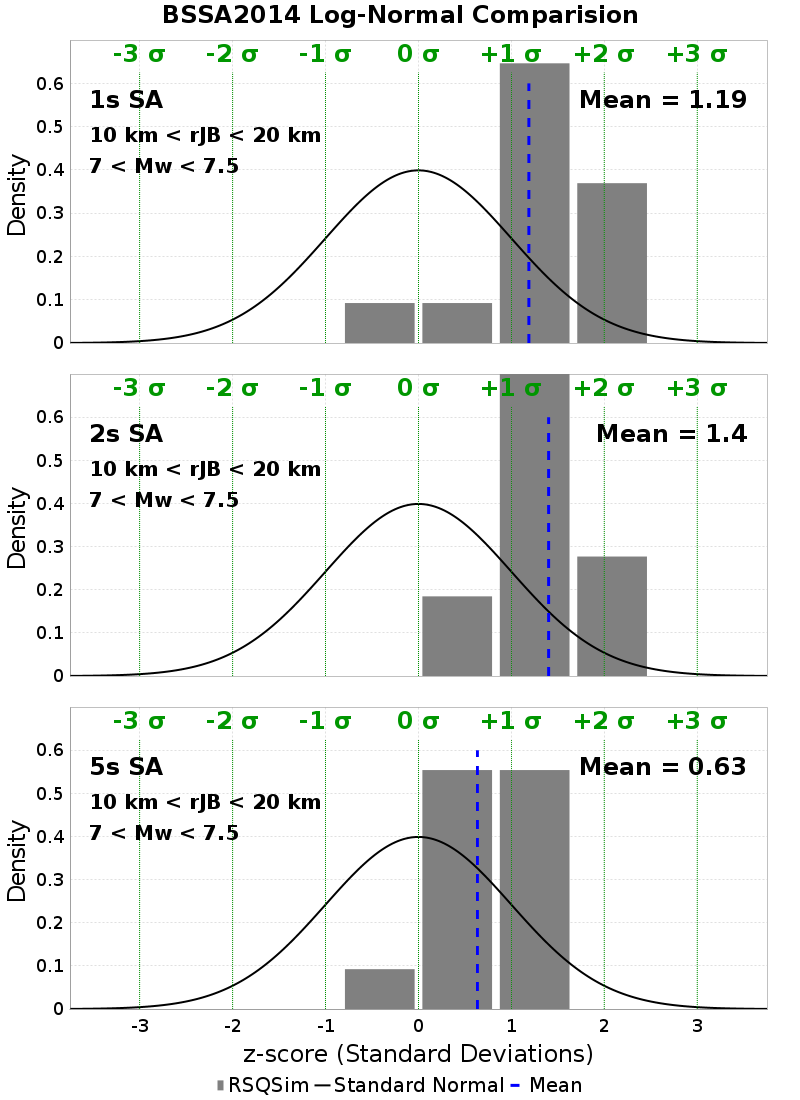 BSSA2014 Log-Normal Comparision
-3 σ -2 σ -1 σ 0 σ +1 σ +2 σ +3 σ
1s SA
Mean = 1.19
10 km < rJB < 20 km
7 < Mw < 7.5
0.6
0.5
0.4
0.3
0.2
0.1
0
Density
-3 σ -2 σ -1 σ 0 σ +1 σ +2 σ +3 σ
2s SA
Mean = 1.4
10 km < rJB < 20 km
7 < Mw < 7.5
0.6
0.5
0.4
0.3
0.2
0.1
0
Density
-3 σ -2 σ -1 σ 0 σ +1 σ +2 σ +3 σ
5s SA
Mean = 0.63
10 km < rJB < 20 km
7 < Mw < 7.5
0.6
0.5
0.4
0.3
0.2
0.1
0
Density
-3 -2 -1 0 1 2 3
z-score (Standard Deviations)
RSQSim Standard Normal Mean